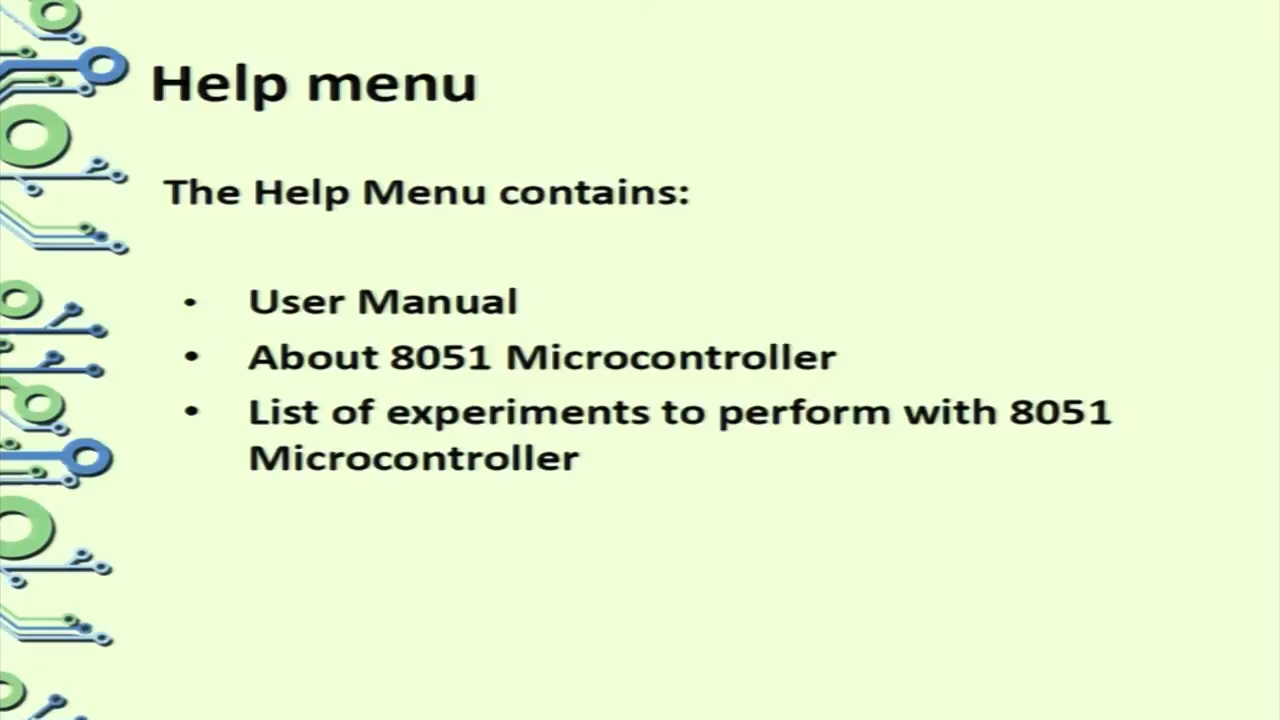 Help menu
The Help Menu contains:
• User Manual
• About 8051 Microcontroller
• List of experiments to perform with 8051
Microcontroller